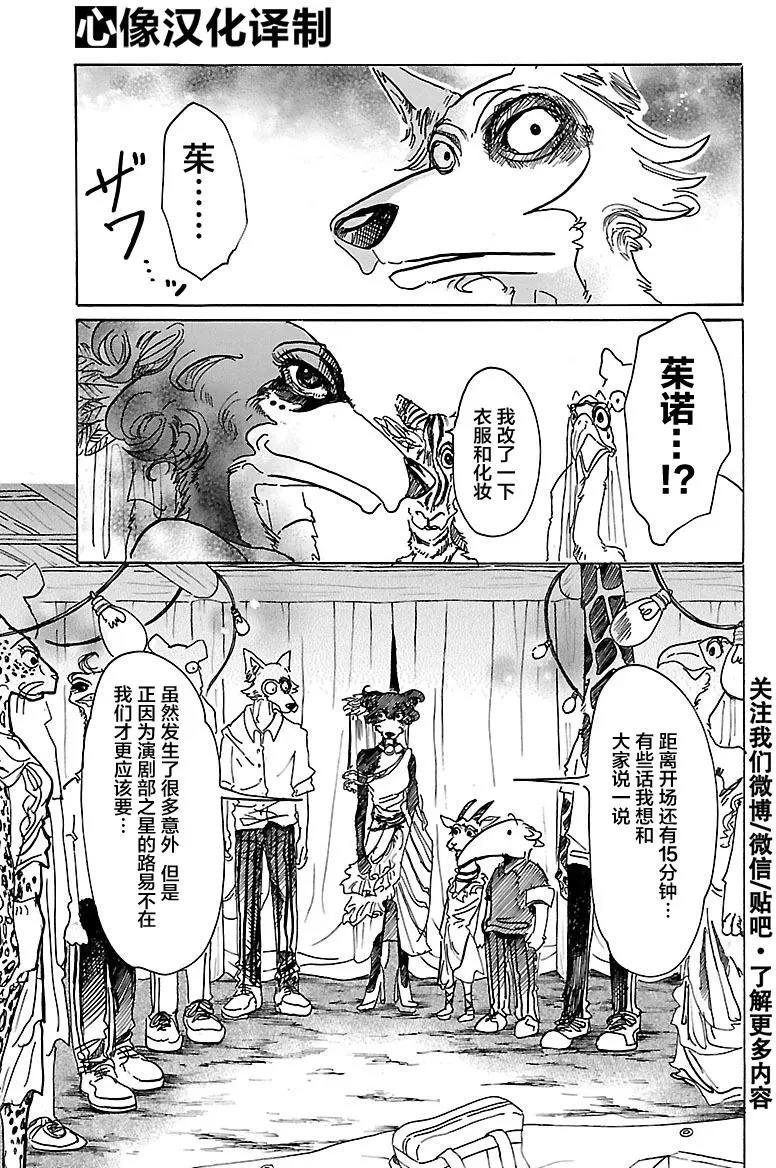 心像汉化译制
茱……
ザワ…
茱诺…!?
我改了一下
衣服和化妆
距离开场还有15分钟…
有些话我想和
大家说一说
虽然发生了很多意外 但是
正因为演剧部之星的路易不在
我们才更应该要…
关注我们微博/微信/贴吧·了解更多内容